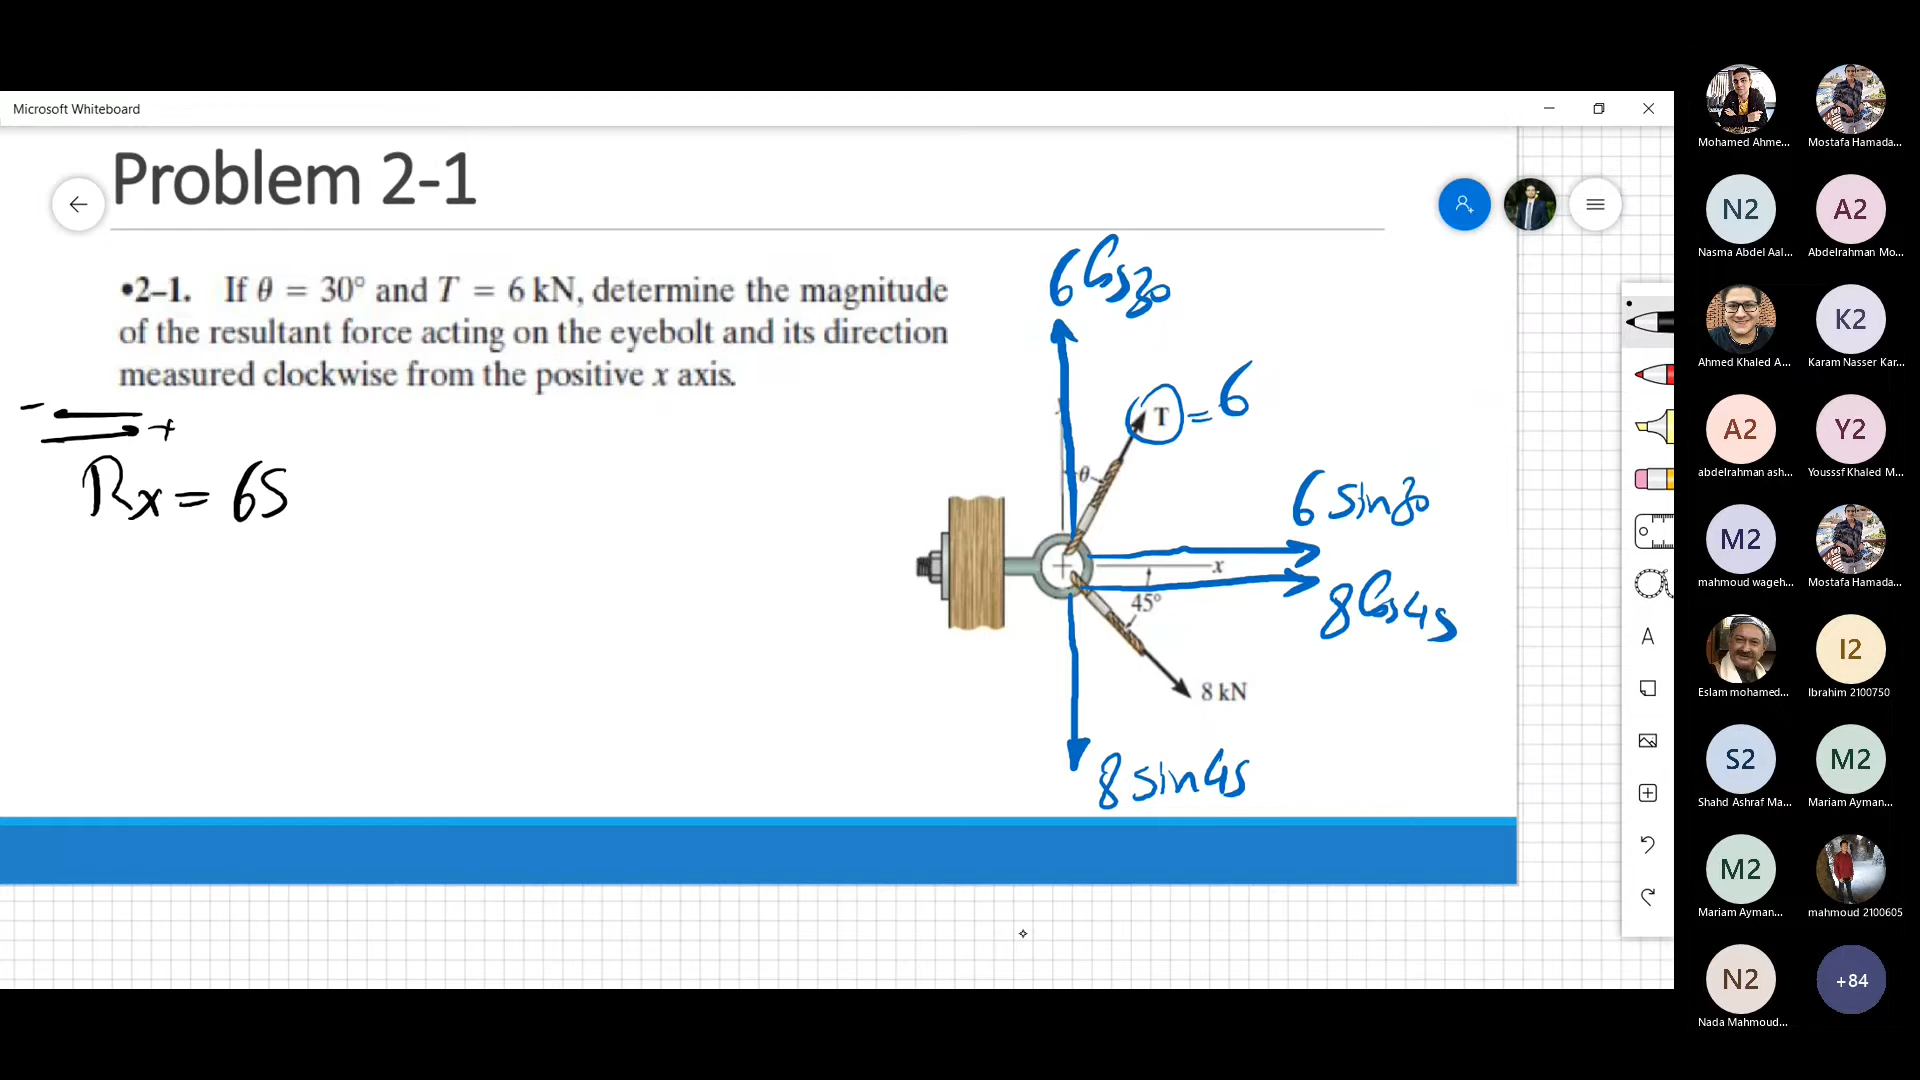 Microsoft Whiteboard
Problem 2-1
•2–1. If θ = 30° and T = 6 kN, determine the magnitude
of the resultant force acting on the eyebolt and its direction
measured clockwise from the positive x axis.
- +
Rx = 6S
6 Cos 30
T = 6
θ
6 sin 30
x
45°
8 Cos 45
8 kN
8 sin 45
A
Mohamed Ahme...
Mostafa Hamada...
N2
A2
Nasma Abdel Aal...
Abdelrahman Mo...
K2
Ahmed Khaled A...
Karam Nasser Kar...
A2
Y2
abdelrahman ash...
Yousssf Khaled M...
M2
mahmoud wageh...
Mostafa Hamada...
I2
Eslam mohamed...
Ibrahim 2100750
S2
M2
Shahd Ashraf Ma...
Mariam Ayman...
M2
Mariam Ayman...
mahmoud 2100605
N2
+84
Nada Mahmoud...